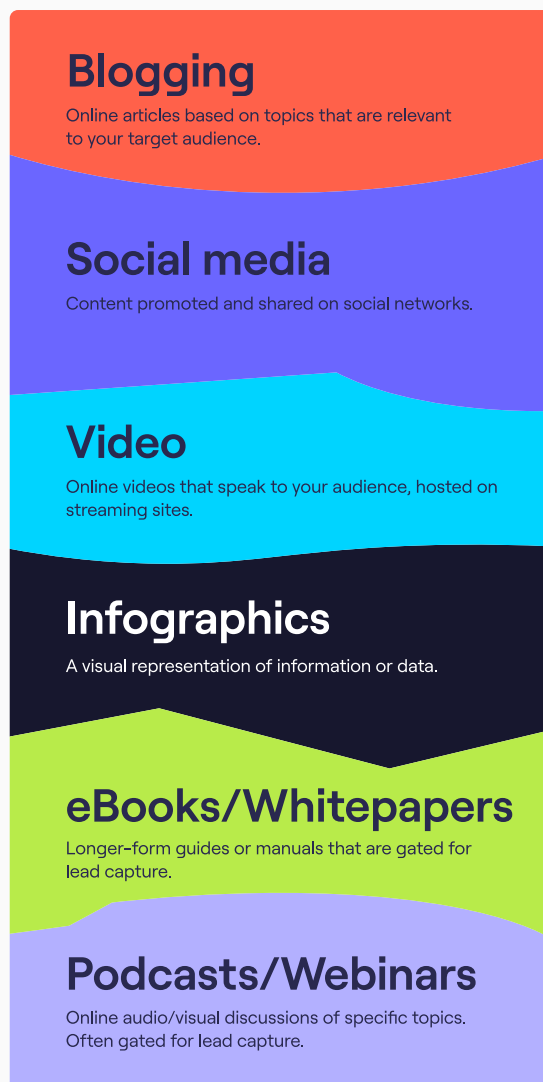 Blogging
Online articles based on topics that are relevant
to your target audience.
Social media
Content promoted and shared on social networks.
Video
Online videos that speak to your audience, hosted on
streaming sites.
Infographics
A visual representation of information or data.
eBooks/Whitepapers
Longer-form guides or manuals that are gated for
lead capture.
Podcasts/Webinars
Online audio/visual discussions of specific topics.
Often gated for lead capture.